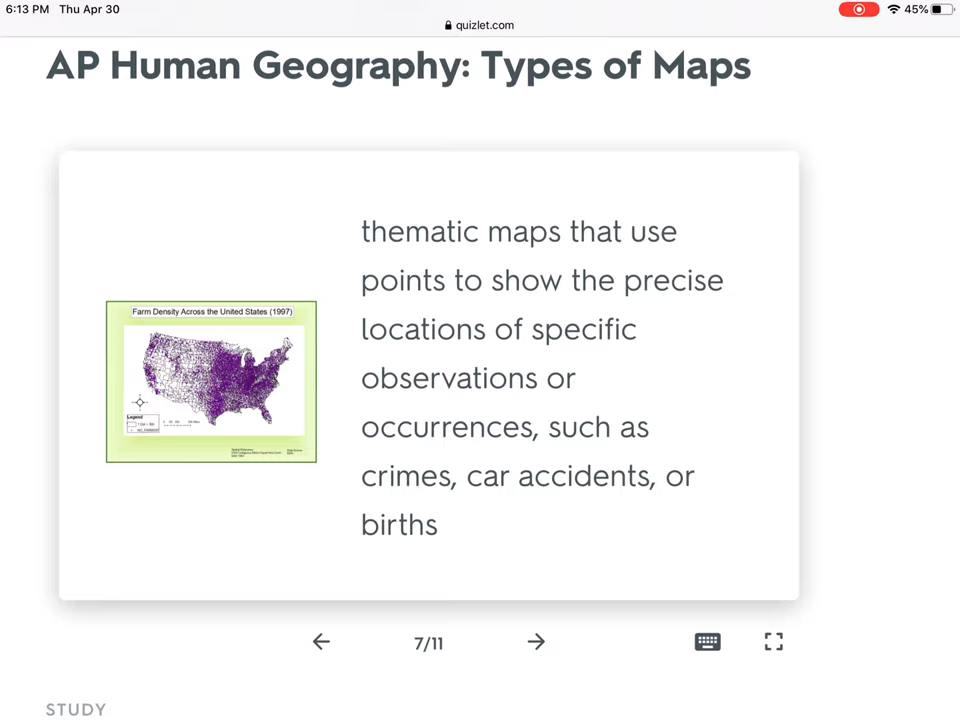 6:13 PM Thu Apr 30
45%
quizlet.com
AP Human Geography: Types of Maps
thematic maps that use
points to show the precise
locations of specific
observations or
occurrences, such as
crimes, car accidents, or
births
Farm Density Across the United States (1997)
Legend
7/11
STUDY